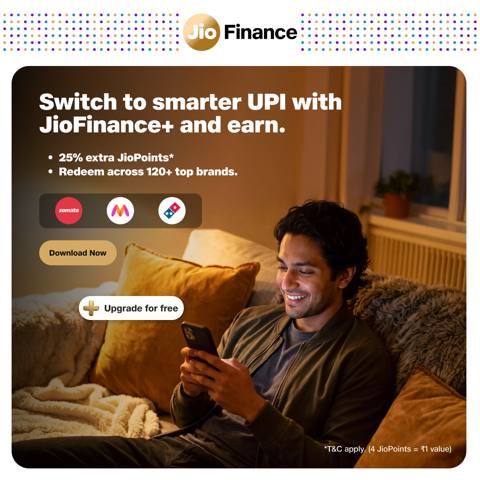 Jio Finance
Switch to smarter UPI with
JioFinance+ and earn.
• 25% extra JioPoints*
• Redeem across 120+ top brands.
zomato
Download Now
Upgrade for free
*T&C apply. (4 JioPoints = ₹1 value)